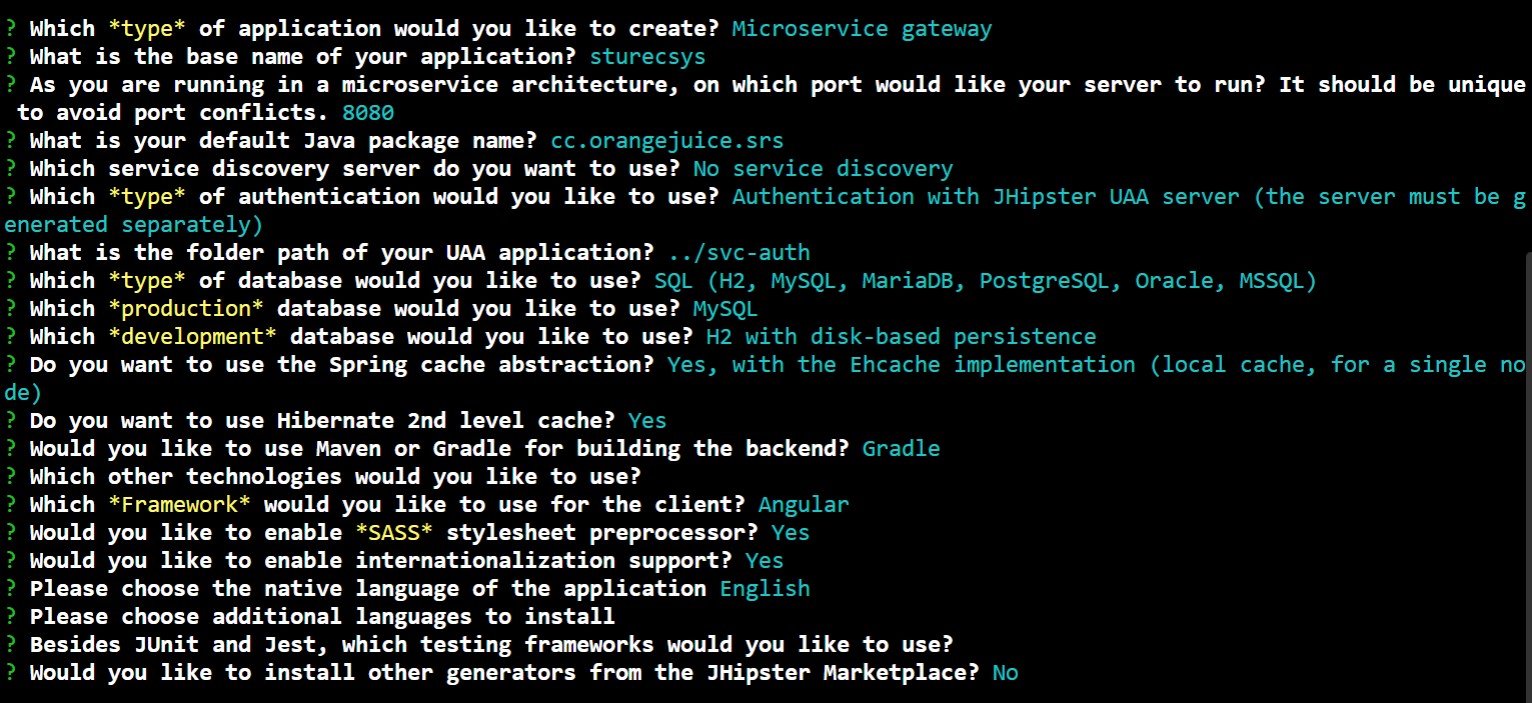 ? Which *type* of application would you like to create? Microservice gateway
? What is the base name of your application? sturecsys
? As you are running in a microservice architecture, on which port would like your server to run? It should be unique
 to avoid port conflicts. 8080
? What is your default Java package name? cc.orangejuice.srs
? Which service discovery server do you want to use? No service discovery
? Which *type* of authentication would you like to use? Authentication with JHipster UAA server (the server must be g
enerated separately)
? What is the folder path of your UAA application? ../svc-auth
? Which *type* of database would you like to use? SQL (H2, MySQL, MariaDB, PostgreSQL, Oracle, MSSQL)
? Which *production* database would you like to use? MySQL
? Which *development* database would you like to use? H2 with disk-based persistence
? Do you want to use the Spring cache abstraction? Yes, with the Ehcache implementation (local cache, for a single no
de)
? Do you want to use Hibernate 2nd level cache? Yes
? Would you like to use Maven or Gradle for building the backend? Gradle
? Which other technologies would you like to use?
? Which *Framework* would you like to use for the client? Angular
? Would you like to enable *SASS* stylesheet preprocessor? Yes
? Would you like to enable internationalization support? Yes
? Please choose the native language of the application English
? Please choose additional languages to install
? Besides JUnit and Jest, which testing frameworks would you like to use?
? Would you like to install other generators from the JHipster Marketplace? No